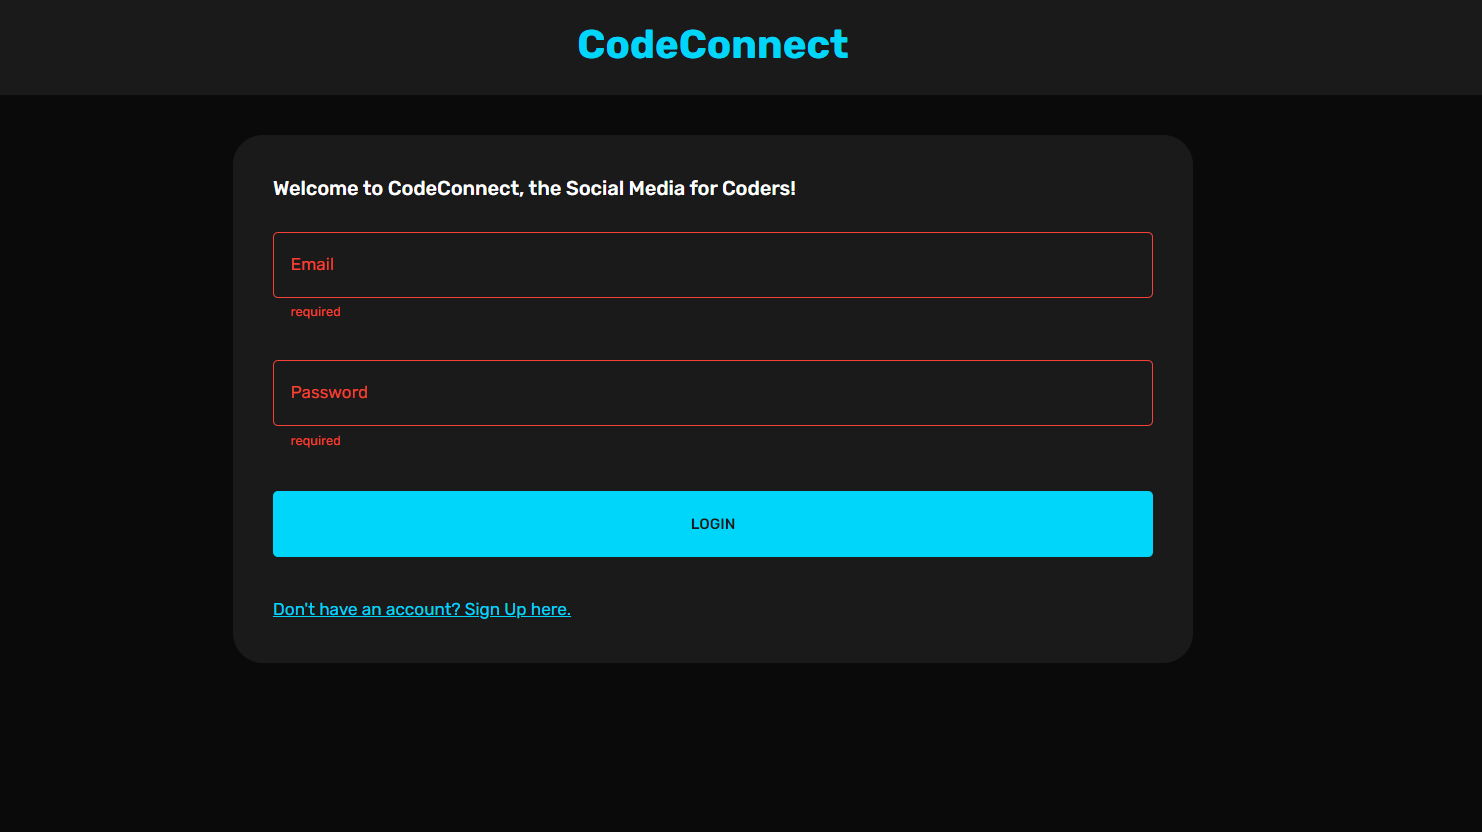 CodeConnect
Welcome to CodeConnect, the Social Media for Coders!
Email
required
Password
required
LOGIN
Don't have an account? Sign Up here.